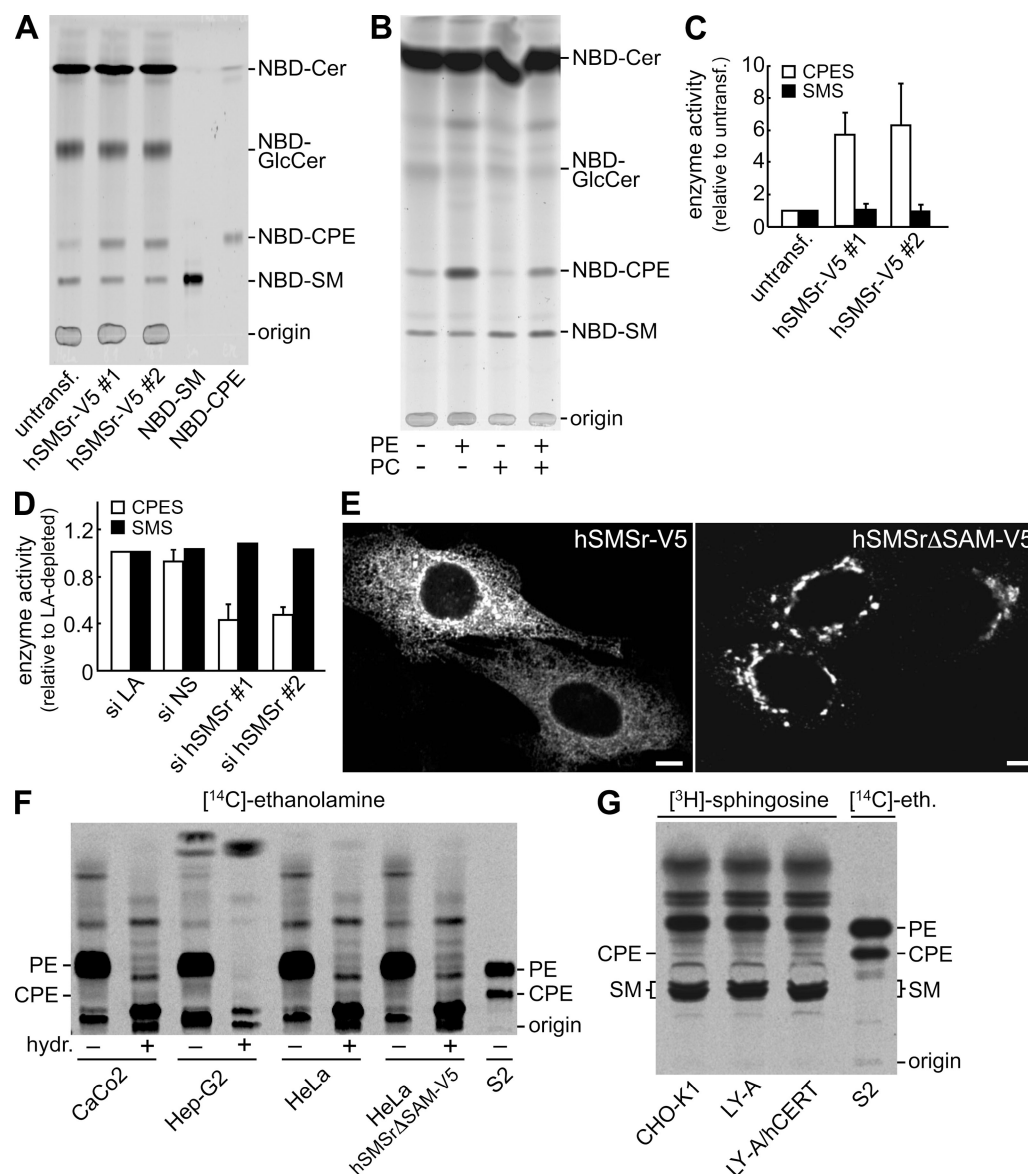 A
NBD-Cer
NBD-
GlcCer
NBD-CPE
NBD-SM
origin
untransf.
hSMSr-V5 #1
hSMSr-V5 #2
NBD-SM
NBD-CPE
B
NBD-Cer
NBD-
GlcCer
NBD-CPE
NBD-SM
origin
PE - + - +
PC - - + +
C
CPES
SMS
enzyme activity
(relative to untransf.)
10
8
6
4
2
0
untransf.
hSMSr-V5 #1
hSMSr-V5 #2
D
CPES
SMS
enzyme activity
(relative to LA-depleted)
1.2
0.8
0.4
0
si LA
si NS
si hSMSr #1
si hSMSr #2
E
hSMSr-V5
hSMSrΔSAM-V5
F
[14C]-ethanolamine
PE
CPE
PE
CPE
origin
hydr. - + - + - + - +  -
CaCo2
Hep-G2
HeLa
HeLa
hSMSrΔSAM-V5
S2
G
[3H]-sphingosine
[14C]-eth.
CPE
SM
PE
CPE
SM
origin
CHO-K1
LY-A
LY-A/hCERT
S2